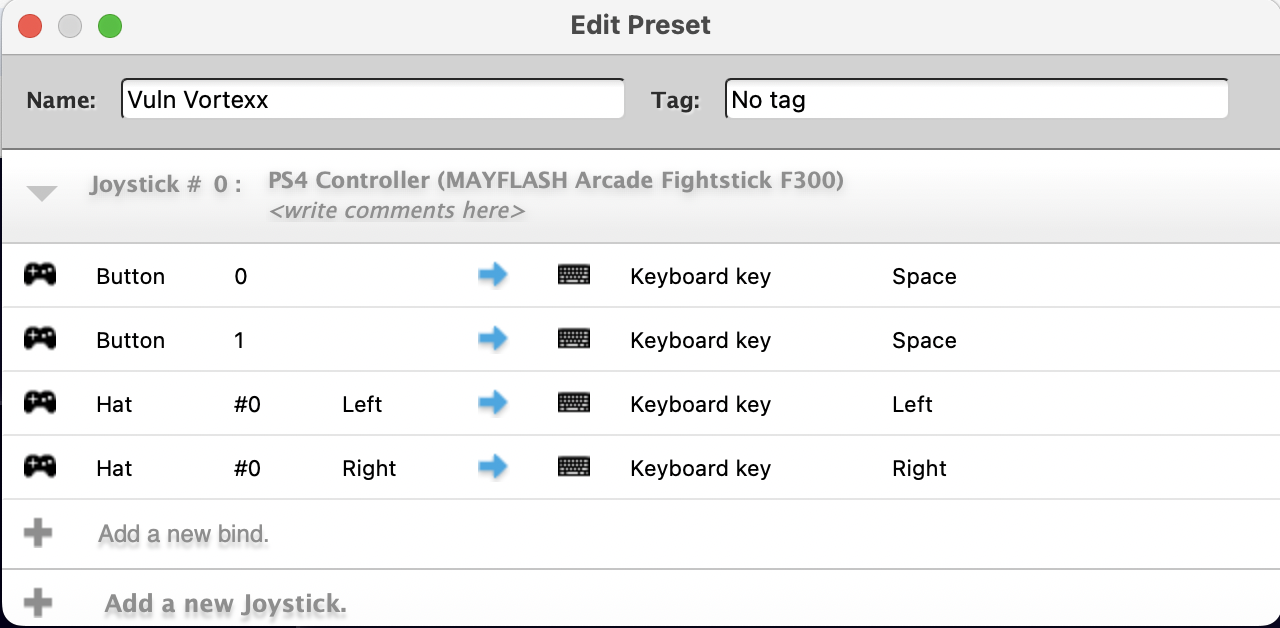 Edit Preset
Name: Vuln Vortexx Tag: No tag
Joystick # 0 : PS4 Controller (MAYFLASH Arcade Fightstick F300)
<write comments here>
Button 0 Keyboard key Space
Button 1 Keyboard key Space
Hat #0 Left Keyboard key Left
Hat #0 Right Keyboard key Right
Add a new bind.
Add a new Joystick.